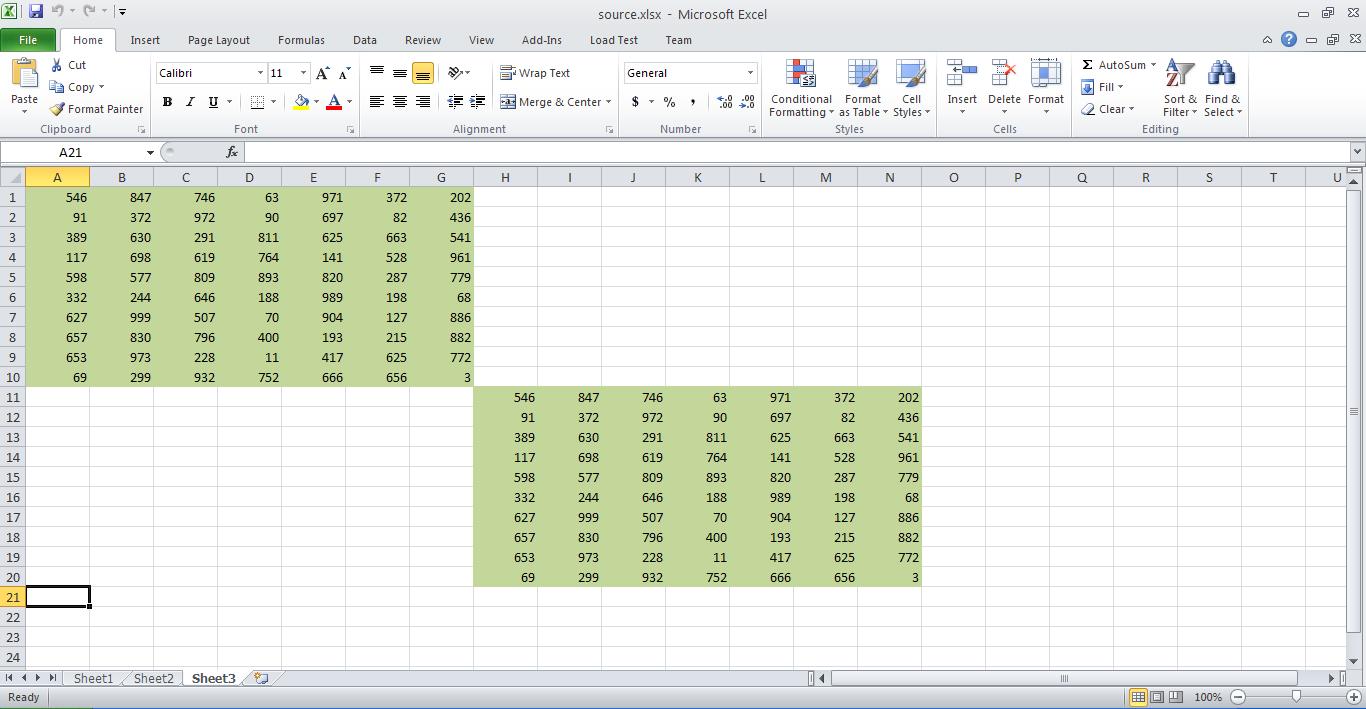 source.xlsx - Microsoft Excel
File Home Insert Page Layout Formulas Data Review View Add-Ins Load Test Team
Paste
Cut
Copy
Format Painter
Clipboard
Calibri 11 A A
B I U A
Font
Wrap Text
Merge & Center
Alignment
General
$ % , .0 .00 .00 .0
Number
Conditional Formatting
Format as Table
Cell Styles
Styles
Insert Delete Format
Cells
Σ AutoSum
Fill
Clear
Sort & Filter
Find & Select
Editing
A21 fx
A B C D E F G H I J K L M N O P Q R S T U
1 546 847 746 63 971 372 202
2 91 372 972 90 697 82 436
3 389 630 291 811 625 663 541
4 117 698 619 764 141 528 961
5 598 577 809 893 820 287 779
6 332 244 646 188 989 198 68
7 627 999 507 70 904 127 886
8 657 830 796 400 193 215 882
9 653 973 228 11 417 625 772
10 69 299 932 752 666 656 3
11 546 847 746 63 971 372 202
12 91 372 972 90 697 82 436
13 389 630 291 811 625 663 541
14 117 698 619 764 141 528 961
15 598 577 809 893 820 287 779
16 332 244 646 188 989 198 68
17 627 999 507 70 904 127 886
18 657 830 796 400 193 215 882
19 653 973 228 11 417 625 772
20 69 299 932 752 666 656 3
21
22
23
24
Sheet1 Sheet2 Sheet3
Ready 100%